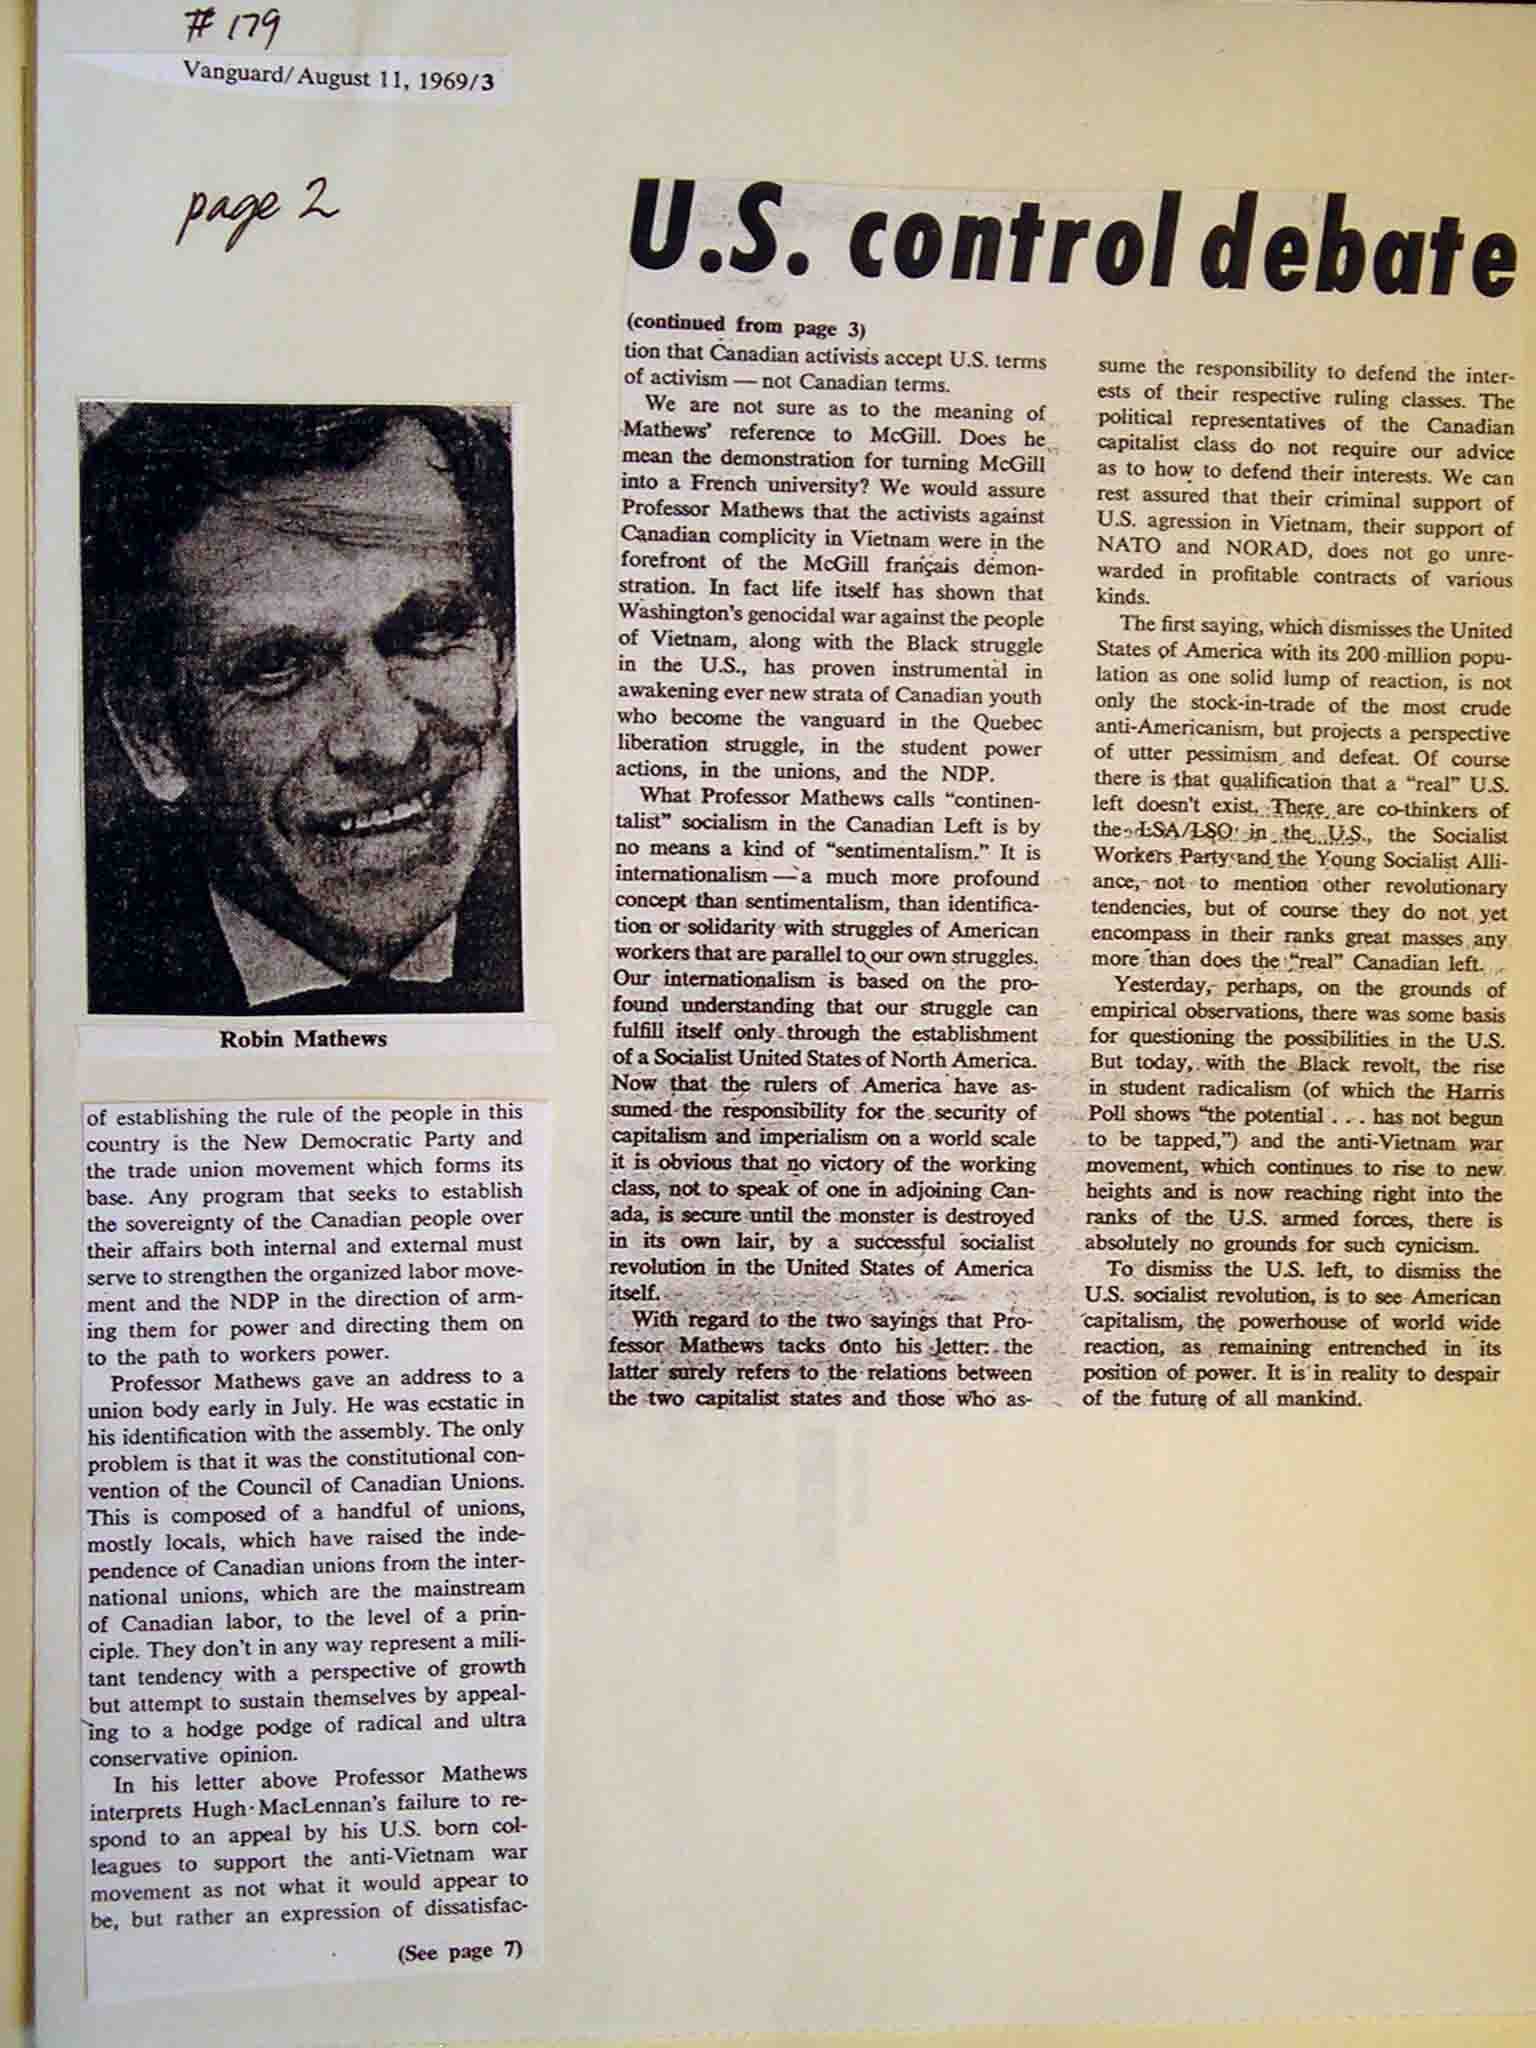 # 179
Vanguard/August 11, 1969/3
page 2
Robin Mathews
of establishing the rule of the people in this
country is the New Democratic Party and
the trade union movement which forms its
base. Any program that seeks to establish
the sovereignty of the Canadian people over
their affairs both internal and external must
serve to strengthen the organized labor move-
ment and the NDP in the direction of arm-
ing them for power and directing them on
to the path to workers power.
Professor Mathews gave an address to a
union body early in July. He was ecstatic in
his identification with the assembly. The only
problem is that it was the constitutional con-
vention of the Council of Canadian Unions.
This is composed of a handful of unions,
mostly locals, which have raised the inde-
pendence of Canadian unions from the inter-
national unions, which are the mainstream
of Canadian labor, to the level of a prin-
ciple. They don't in any way represent a mili-
tant tendency with a perspective of growth
but attempt to sustain themselves by appeal-
ing to a hodge podge of radical and ultra
conservative opinion.
In his letter above Professor Mathews
interprets Hugh MacLennan's failure to re-
spond to an appeal by his U.S. born col-
leagues to support the anti-Vietnam war
movement as not what it would appear to
be, but rather an expression of dissatisfac-
(See page 7)
U.S. control debate
(continued from page 3)
tion that Canadian activists accept U.S. terms
of activism — not Canadian terms.
We are not sure as to the meaning of
Mathews' reference to McGill. Does he
mean the demonstration for turning McGill
into a French university? We would assure
Professor Mathews that the activists against
Canadian complicity in Vietnam were in the
forefront of the McGill français demon-
stration. In fact life itself has shown that
Washington's genocidal war against the people
of Vietnam, along with the Black struggle
in the U.S., has proven instrumental in
awakening ever new strata of Canadian youth
who become the vanguard in the Quebec
liberation struggle, in the student power
actions, in the unions, and the NDP.
What Professor Mathews calls "continen-
talist" socialism in the Canadian Left is by
no means a kind of "sentimentalism." It is
internationalism — a much more profound
concept than sentimentalism, than identifica-
tion or solidarity with struggles of American
workers that are parallel to our own struggles.
Our internationalism is based on the pro-
found understanding that our struggle can
fulfill itself only through the establishment
of a Socialist United States of North America.
Now that the rulers of America have as-
sumed the responsibility for the security of
capitalism and imperialism on a world scale
it is obvious that no victory of the working
class, not to speak of one in adjoining Can-
ada, is secure until the monster is destroyed
in its own lair, by a successful socialist
revolution in the United States of America
itself.
With regard to the two sayings that Pro-
fessor Mathews tacks onto his letter: the
latter surely refers to the relations between
the two capitalist states and those who as-
sume the responsibility to defend the inter-
ests of their respective ruling classes. The
political representatives of the Canadian
capitalist class do not require our advice
as to how to defend their interests. We can
rest assured that their criminal support of
U.S. agression in Vietnam, their support of
NATO and NORAD, does not go unre-
warded in profitable contracts of various
kinds.
The first saying, which dismisses the United
States of America with its 200 million popu-
lation as one solid lump of reaction, is not
only the stock-in-trade of the most crude
anti-Americanism, but projects a perspective
of utter pessimism and defeat. Of course
there is that qualification that a "real" U.S.
left doesn't exist. There are co-thinkers of
the LSA/LSO in the U.S., the Socialist
Workers Party and the Young Socialist Alli-
ance, not to mention other revolutionary
tendencies, but of course they do not yet
encompass in their ranks great masses any
more than does the "real" Canadian left.
Yesterday, perhaps, on the grounds of
empirical observations, there was some basis
for questioning the possibilities in the U.S.
But today, with the Black revolt, the rise
in student radicalism (of which the Harris
Poll shows "the potential . . . has not begun
to be tapped,") and the anti-Vietnam war
movement, which continues to rise to new
heights and is now reaching right into the
ranks of the U.S. armed forces, there is
absolutely no grounds for such cynicism.
To dismiss the U.S. left, to dismiss the
U.S. socialist revolution, is to see American
capitalism, the powerhouse of world wide
reaction, as remaining entrenched in its
position of power. It is in reality to despair
of the future of all mankind.